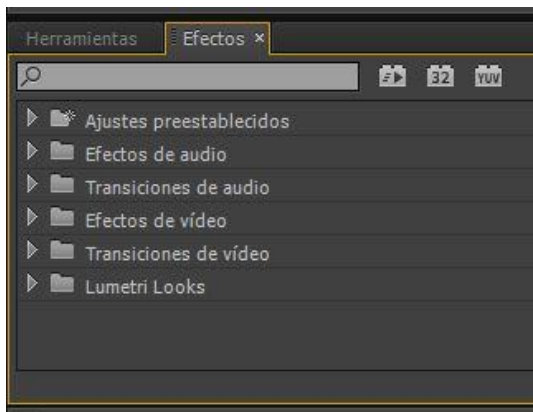 Herramientas Efectos ×
32 YUV
Ajustes preestablecidos
Efectos de audio
Transiciones de audio
Efectos de vídeo
Transiciones de vídeo
Lumetri Looks